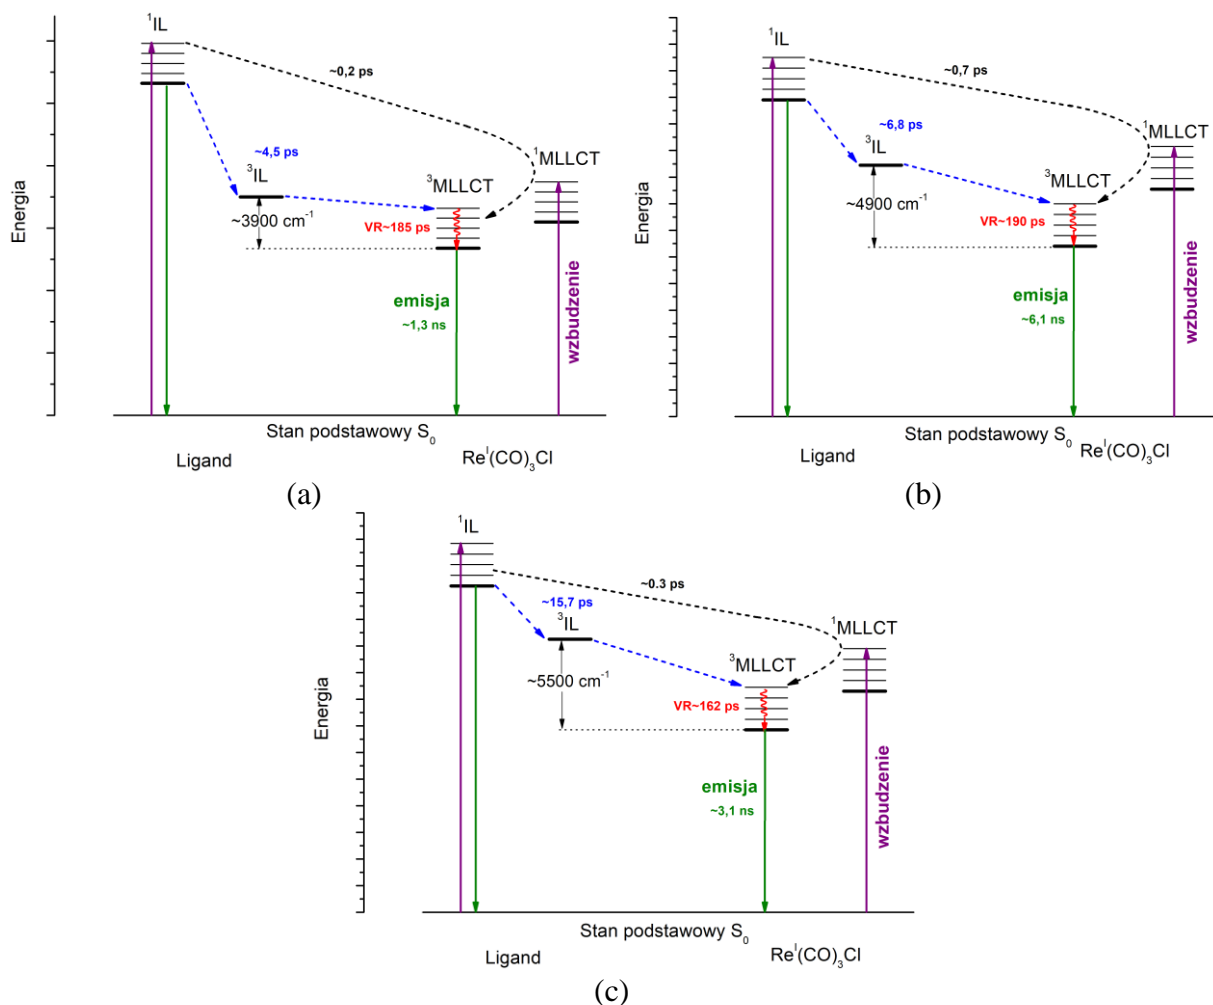 ¹IL
~0,2 ps
~4,5 ps
³IL
~3900 cm⁻¹
³MLLCT
¹MLLCT
VR~185 ps
emisja
~1,3 ns
wzbudzenie
Energia
Stan podstawowy S₀
Ligand
Reᴵ(CO)₃Cl
(a)
¹IL
~0,7 ps
~6,8 ps
³IL
~4900 cm⁻¹
³MLLCT
¹MLLCT
VR~190 ps
emisja
~6,1 ns
wzbudzenie
Energia
Stan podstawowy S₀
Ligand
Reᴵ(CO)₃Cl
(b)
¹IL
~0.3 ps
~15,7 ps
³IL
~5500 cm⁻¹
³MLLCT
¹MLLCT
VR~162 ps
emisja
~3,1 ns
wzbudzenie
Energia
Stan podstawowy S₀
Ligand
Reᴵ(CO)₃Cl
(c)